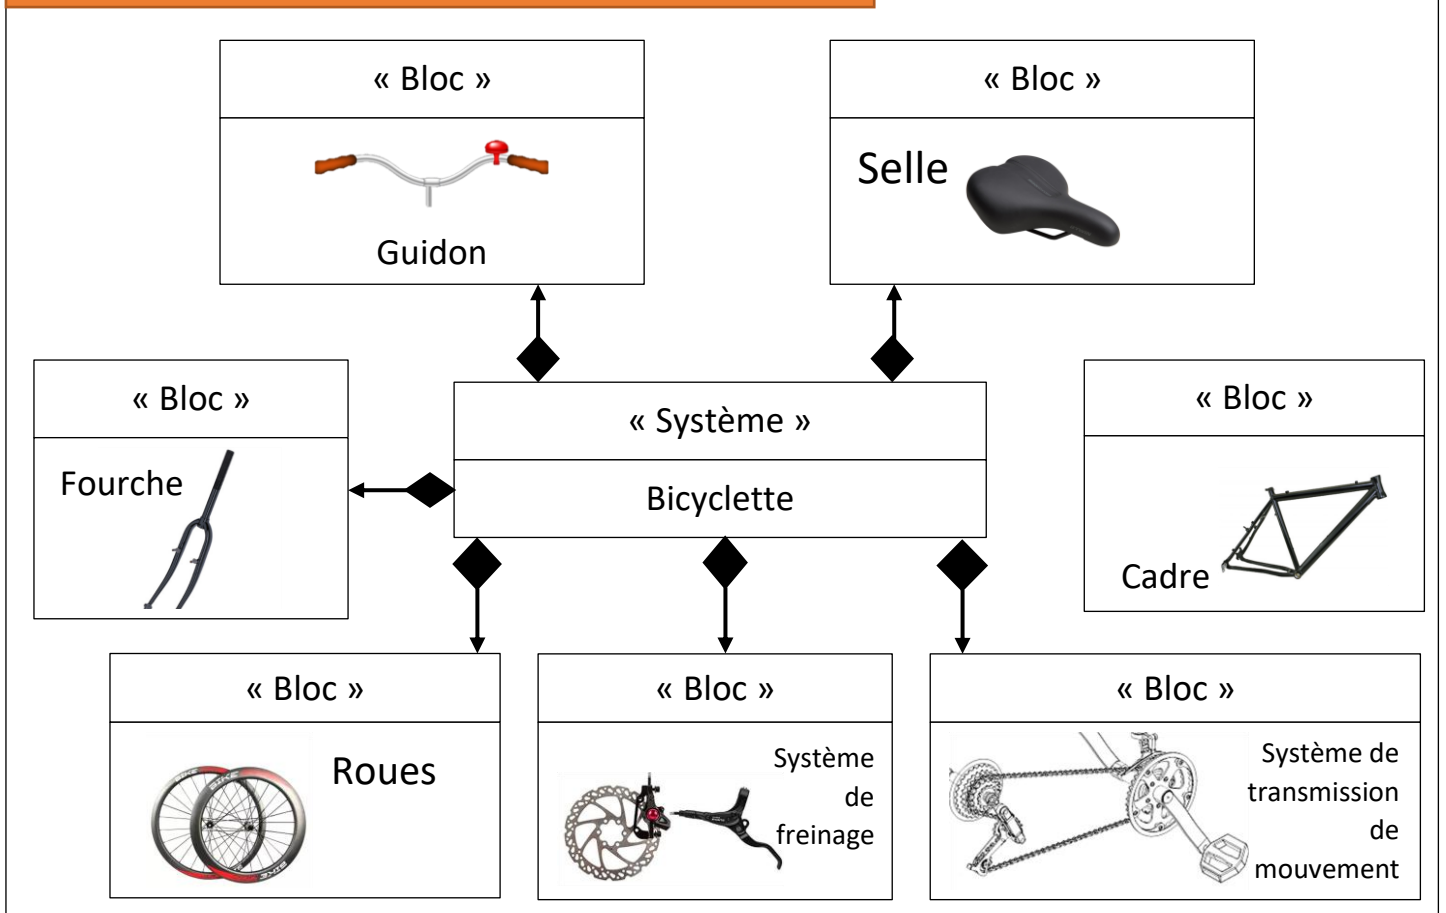 « Bloc »
Guidon
« Bloc »
Selle
« Bloc »
Fourche
« Système »
Bicyclette
« Bloc »
Cadre
« Bloc »
Roues
« Bloc »
Système
de
freinage
« Bloc »
Système de
transmission
de
mouvement